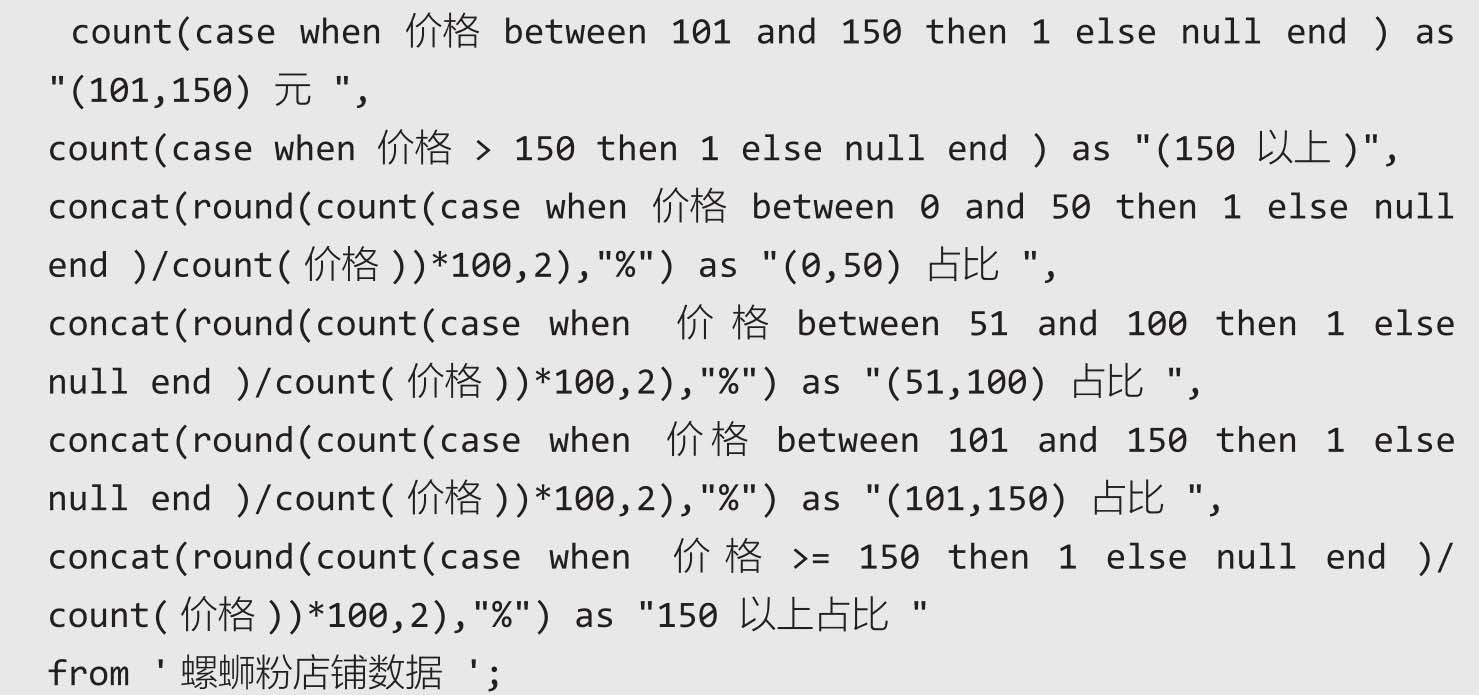 count(case when 价格 between 101 and 150 then 1 else null end ) as
"(101,150) 元 ",
count(case when 价格 > 150 then 1 else null end ) as "(150 以上 )",
concat(round(count(case when 价格 between 0 and 50 then 1 else null
end )/count( 价格 ))*100,2),"%") as "(0,50) 占比 ",
concat(round(count(case when 价 格 between 51 and 100 then 1 else
null end )/count( 价格 ))*100,2),"%") as "(51,100) 占比 ",
concat(round(count(case when 价 格 between 101 and 150 then 1 else
null end )/count( 价格 ))*100,2),"%") as "(101,150) 占比 ",
concat(round(count(case when 价 格 >= 150 then 1 else null end )/
count( 价格 ))*100,2),"%") as "150 以上占比 "
from ' 螺蛳粉店铺数据 ';